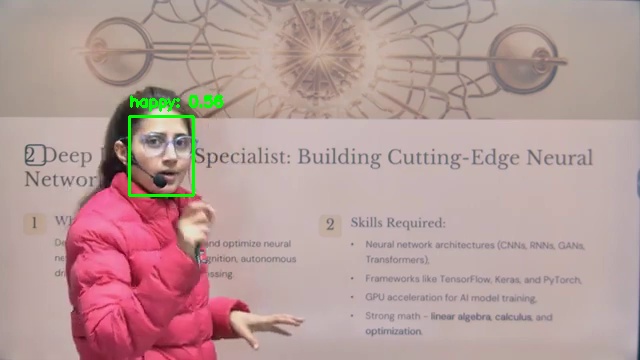 happy: 0.56
2 Deep Specialist: Building Cutting-Edge Neural
Networ
1
2 Skills Required:
and optimize neural
• Neural network architectures (CNNs, RNNs, GANs,
Transformers).
autonomous
• Frameworks like TensorFlow, Keras, and PyTorch.
• GPU acceleration for AI model training.
• Strong math - linear algebra, calculus, and
optimization.